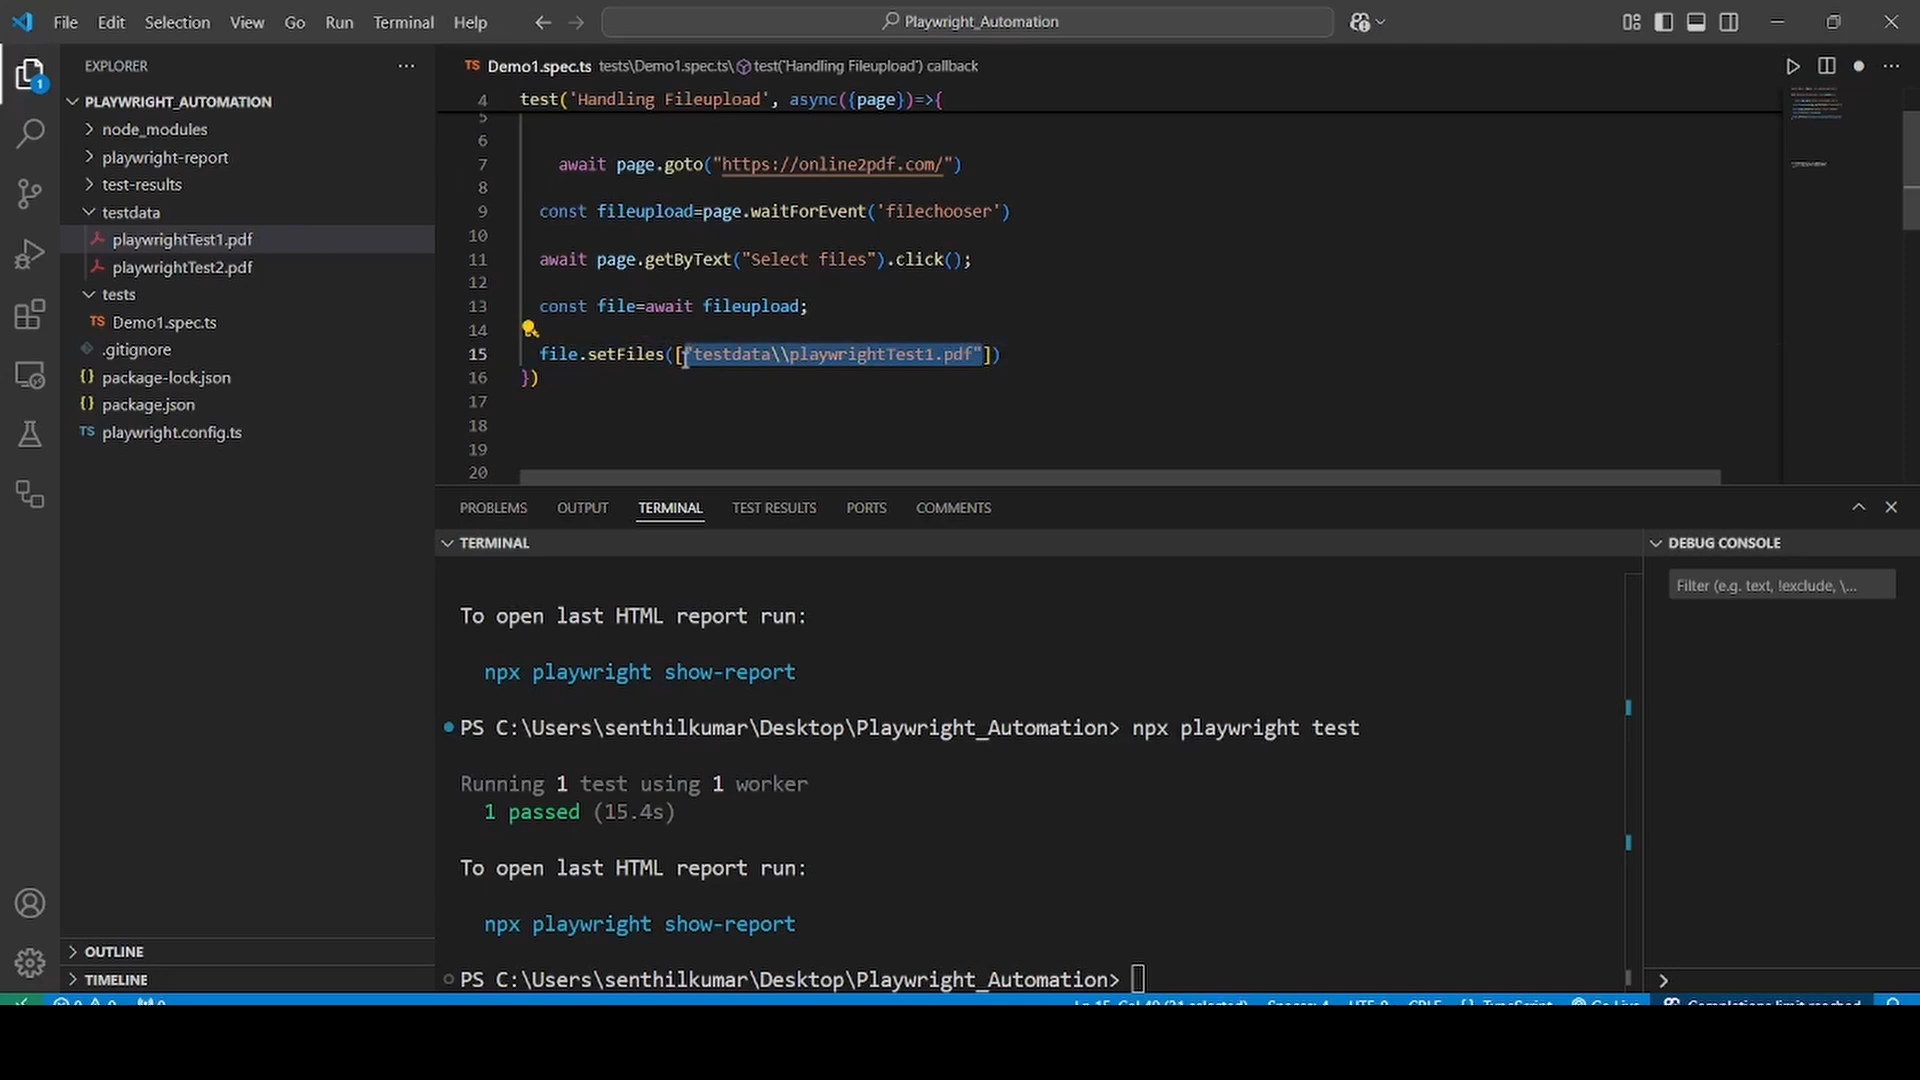 File Edit Selection View Go Run Terminal Help
Playwright_Automation
EXPLORER
PLAYWRIGHT_AUTOMATION
node_modules
playwright-report
test-results
testdata
playwrightTest1.pdf
playwrightTest2.pdf
tests
TS Demo1.spec.ts
.gitignore
{} package-lock.json
{} package.json
TS playwright.config.ts
OUTLINE
TIMELINE
1
TS Demo1.spec.ts tests\Demo1.spec.ts\ test('Handling Fileupload') callback
4 test('Handling Fileupload', async({page})=>{
5
6
7 await page.goto("https://online2pdf.com/")
8
9 const fileupload=page.waitForEvent('filechooser')
10
11 await page.getByText("Select files").click();
12
13 const file=await fileupload;
14
15 file.setFiles(["testdata\\playwrightTest1.pdf"])
16 })
17
18
19
20
PROBLEMS OUTPUT TERMINAL TEST RESULTS PORTS COMMENTS
TERMINAL
To open last HTML report run:
npx playwright show-report
PS C:\Users\senthilkumar\Desktop\Playwright_Automation> npx playwright test
Running 1 test using 1 worker
1 passed (15.4s)
To open last HTML report run:
npx playwright show-report
PS C:\Users\senthilkumar\Desktop\Playwright_Automation>
DEBUG CONSOLE
Filter (e.g. text, !exclude, \...